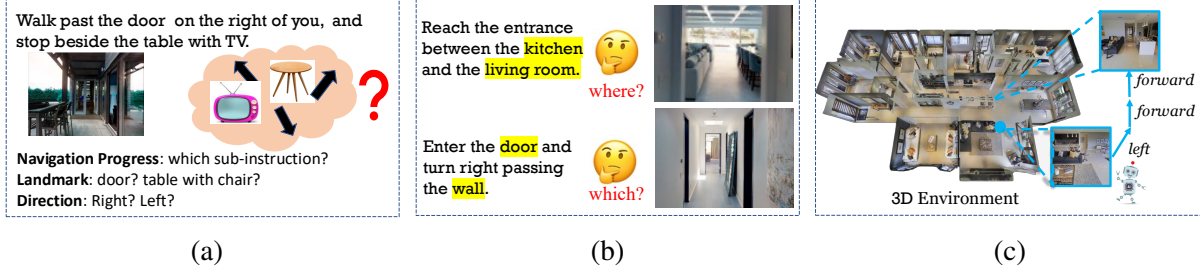 Walk past the door on the right of you, and
stop beside the table with TV.
?
Navigation Progress: which sub-instruction?
Landmark: door? table with chair?
Direction: Right? Left?
(a)
Reach the entrance
between the kitchen
and the living room.
where?
Enter the door and
turn right passing
the wall.
which?
(b)
forward
forward
left
3D Environment
(c)